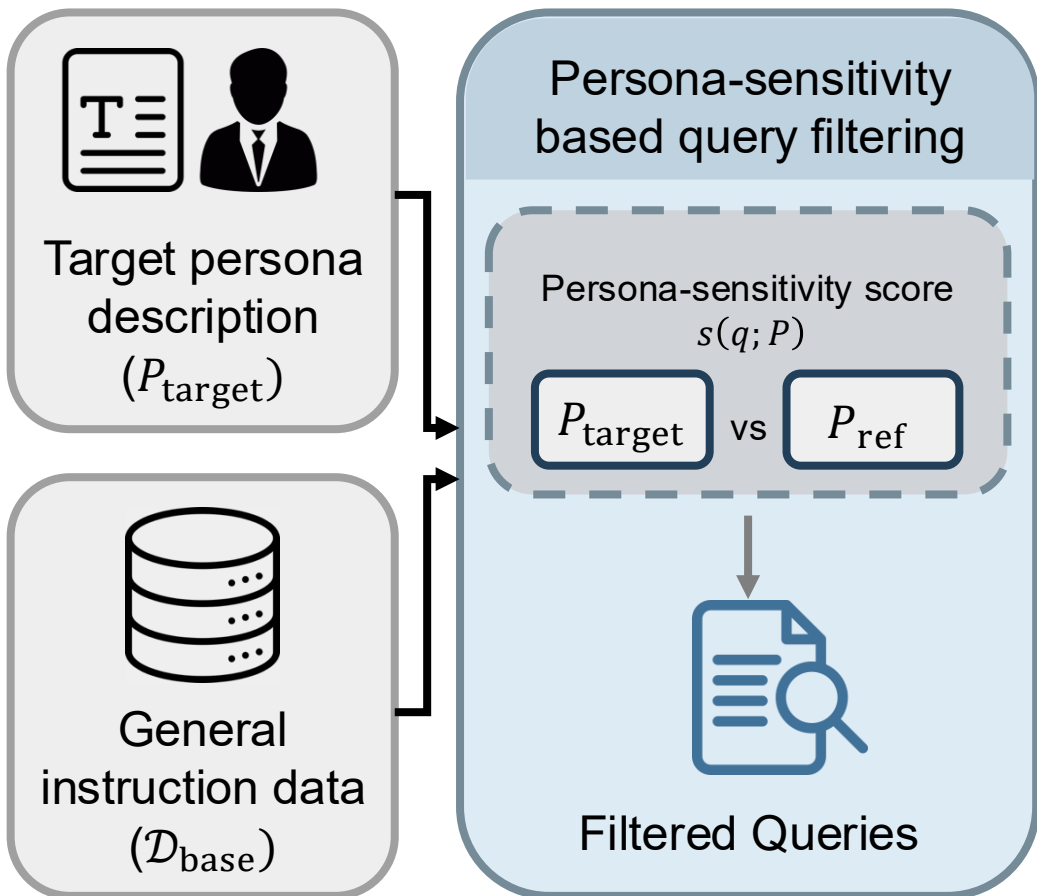 T
Target persona
description
(P_target)
General
instruction data
(𝒟_base)
Persona-sensitivity
based query filtering
Persona-sensitivity score
s(q; P)
P_target vs P_ref
Filtered Queries